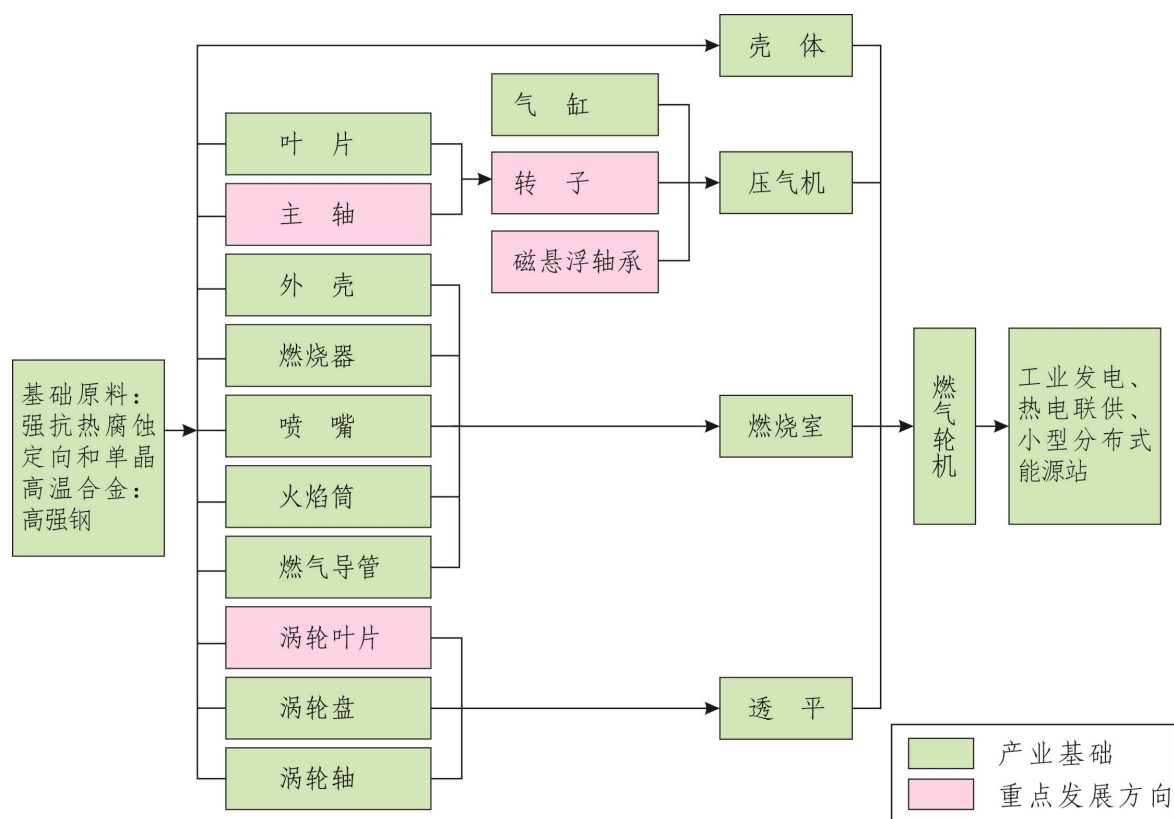 基础原料：
强抗热腐蚀
定向和单晶
高温合金：
高强钢
叶片
主轴
外壳
燃烧器
喷嘴
火焰筒
燃气导管
涡轮叶片
涡轮盘
涡轮轴
气缸
转子
磁悬浮轴承
壳体
压气机
燃烧室
透平
燃气轮机
工业发电、
热电联供、
小型分布式
能源站
产业基础
重点发展方向